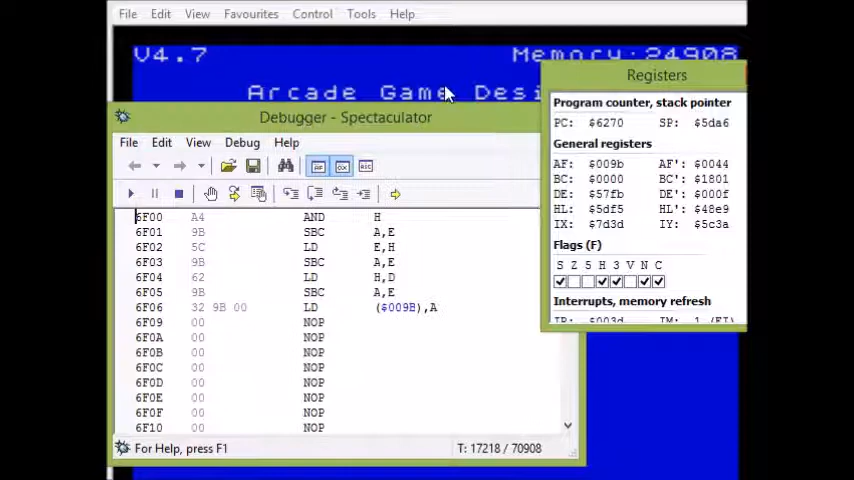 File Edit View Favourites Control Tools Help
V4.7 Memory:24908
Arcade Game Desi
Registers
Program counter, stack pointer
PC: $6270 SP: $5da6
General registers
AF: $009b AF': $0044
BC: $0000 BC': $1801
DE: $57fb DE': $000f
HL: $5df5 HL': $48e9
IX: $7d3d IY: $5c3a
Flags (F)
S Z 5 H 3 V N C
Interrupts, memory refresh
IR: $003d IM: 1 (EI)
Debugger - Spectaculator
File Edit View Debug Help
6F00 A4 AND H
6F01 9B SBC A,E
6F02 5C LD E,H
6F03 9B SBC A,E
6F04 62 LD H,D
6F05 9B SBC A,E
6F06 32 9B 00 LD ($009B),A
6F09 00 NOP
6F0A 00 NOP
6F0B 00 NOP
6F0C 00 NOP
6F0D 00 NOP
6F0E 00 NOP
6F0F 00 NOP
6F10 00 NOP
For Help, press F1 T: 17218 / 70908